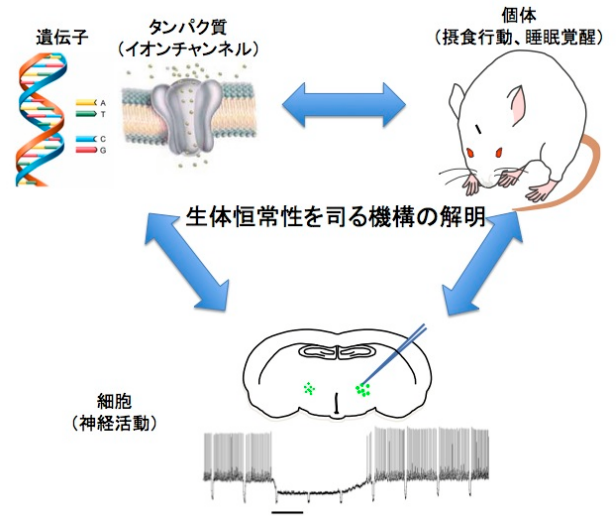 遺伝子
タンパク質
（イオンチャンネル）
A
T
C
G
個体
（摂食行動、睡眠覚醒）
生体恒常性を司る機構の解明
細胞
（神経活動）